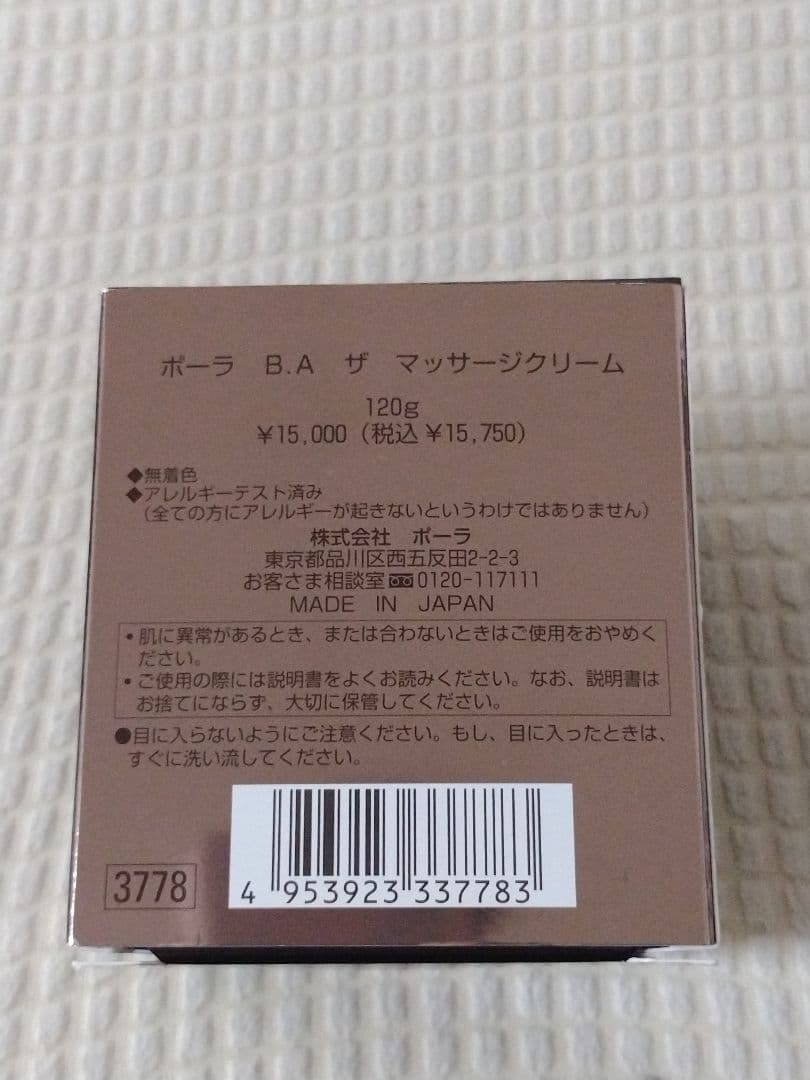 ポーラ B.A ザ マッサージクリーム
120g
¥15,000（税込 ¥15,750）
◆無着色
◆アレルギーテスト済み
（全ての方にアレルギーが起きないというわけではありません）
株式会社 ポーラ
東京都品川区西五反田2-2-3
お客さま相談室 0120-117111
MADE IN JAPAN
・肌に異常があるとき、または合わないときはご使用をおやめく
ださい。
・ご使用の際には説明書をよくお読みください。なお、説明書は
お捨てにならず、大切に保管してください。
●目に入らないようにご注意ください。もし、目に入ったときは、
すぐに洗い流してください。
3778
4 953923 337783